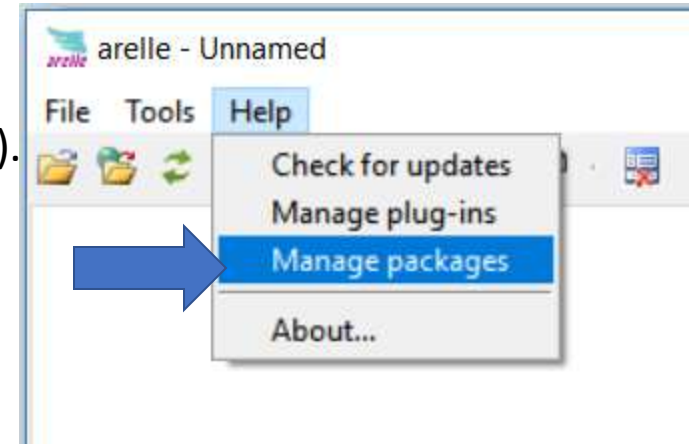 arelle arelle - Unnamed
File Tools Help
).
Check for updates
Manage plug-ins
Manage packages
About...